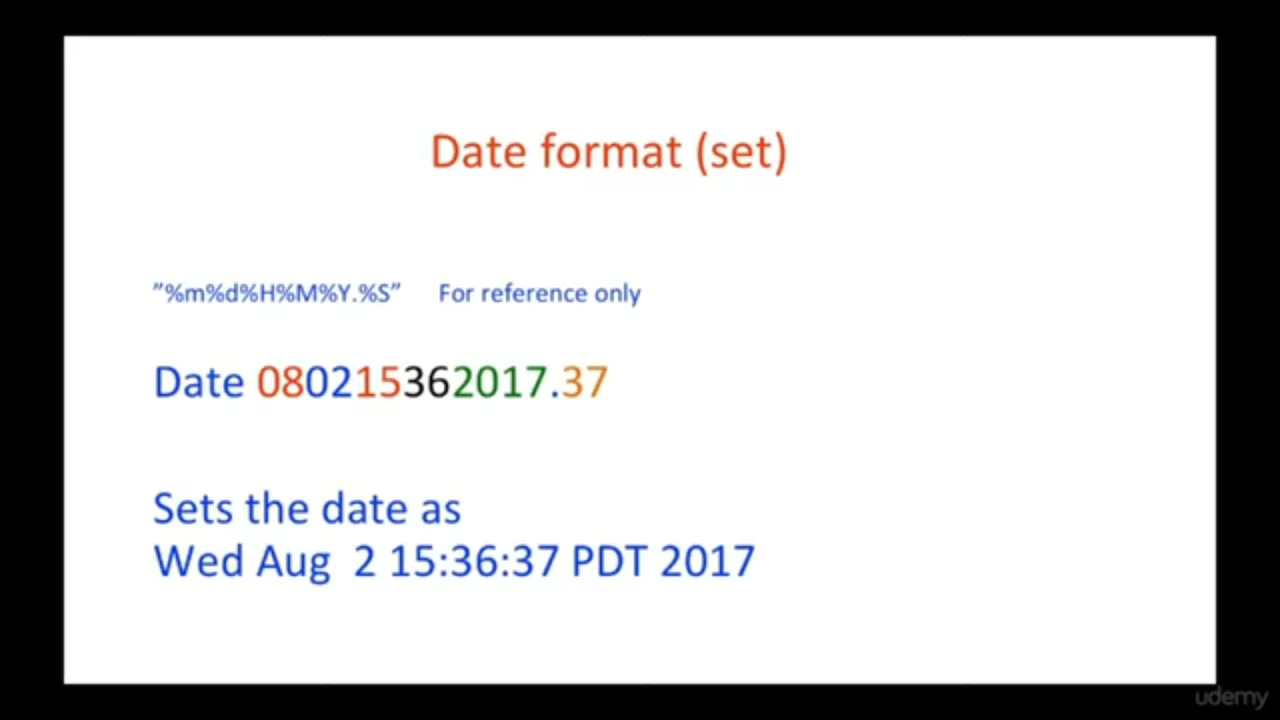 Date format (set)
"%m%d%H%M%Y.%S" For reference only
Date 080215362017.37
Sets the date as
Wed Aug 2 15:36:37 PDT 2017
udemy